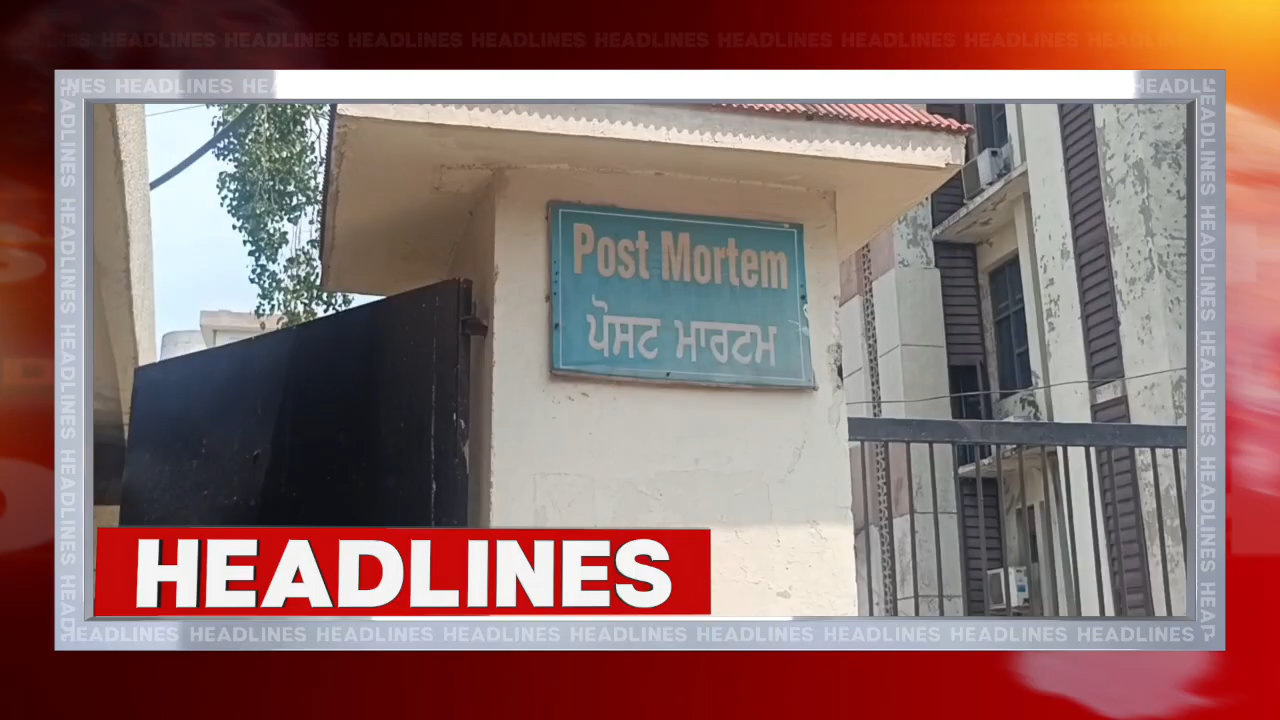 HEADLINES HEADLINES HEADLINES HEADLINES HEADLINES HEADLINES HEADLINES HEADLINES
HEADLINES
Post Mortem
ਪੋਸਟ ਮਾਰਟਮ
HEADLINES
HEADLINES HEADLINES HEADLINES HEADLINES HEADLINES HEADLINES HEADLINES HEADLINES HEADLINES